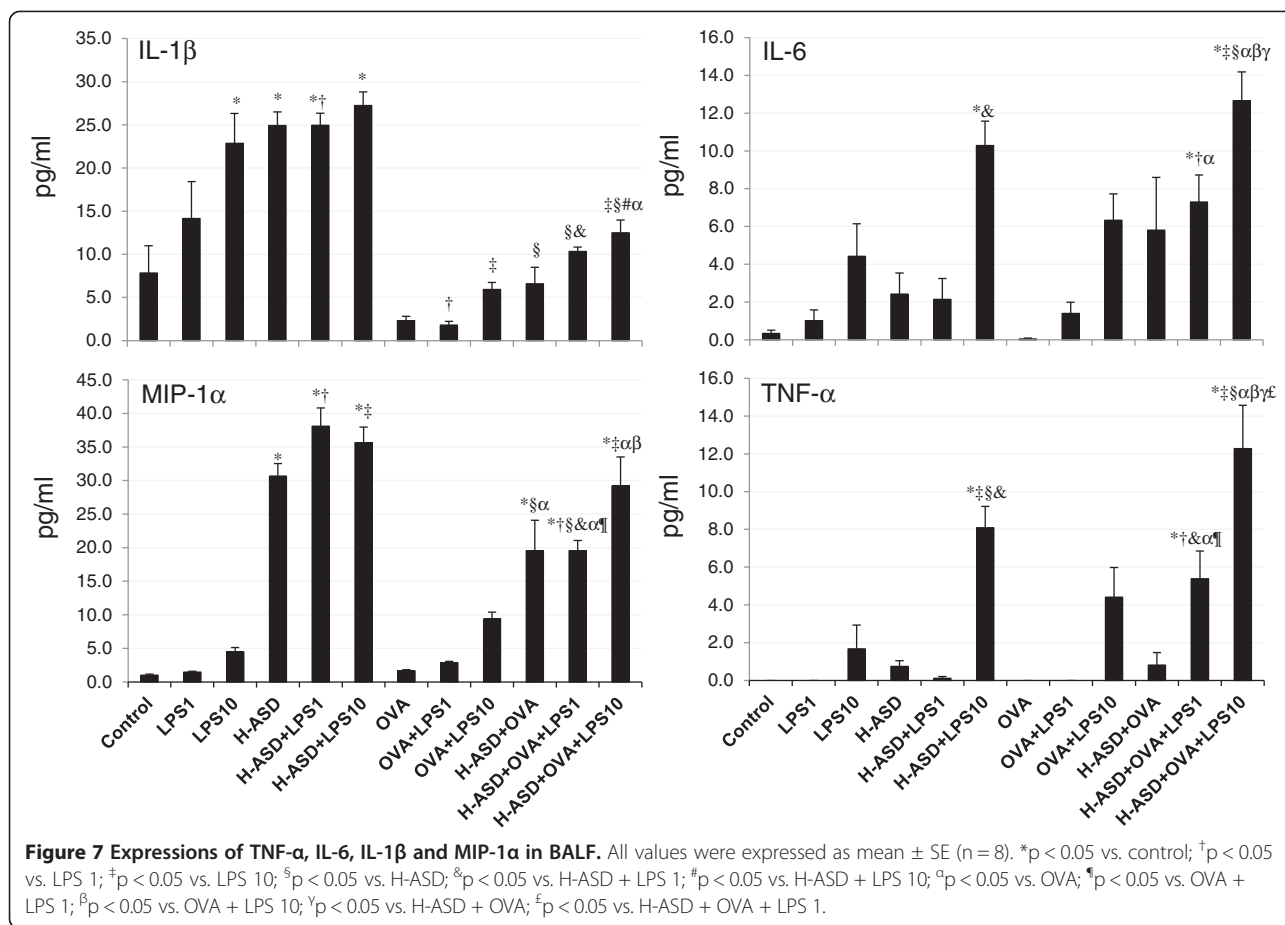 IL-1β
35.0
30.0
25.0
20.0
15.0
10.0
5.0
0.0
pg/ml
*
*
*†
*
†
‡
§
§&
‡§#α
IL-6
16.0
14.0
12.0
10.0
8.0
6.0
4.0
2.0
0.0
pg/ml
*&
*†α
*‡§αβγ
MIP-1α
45.0
40.0
35.0
30.0
25.0
20.0
15.0
10.0
5.0
0.0
pg/ml
*
*†
*‡
*§α
*†§&α¶
*‡αβ
Control
LPS1
LPS10
H-ASD
H-ASD+LPS1
H-ASD+LPS10
OVA
OVA+LPS1
OVA+LPS10
H-ASD+OVA
H-ASD+OVA+LPS1
H-ASD+OVA+LPS10
TNF-α
16.0
14.0
12.0
10.0
8.0
6.0
4.0
2.0
0.0
pg/ml
*‡§&
*†&α¶
*‡§αβγ£
Control
LPS1
LPS10
H-ASD
H-ASD+LPS1
H-ASD+LPS10
OVA
OVA+LPS1
OVA+LPS10
H-ASD+OVA
H-ASD+OVA+LPS1
H-ASD+OVA+LPS10
Figure 7 Expressions of TNF-α, IL-6, IL-1β and MIP-1α in BALF. All values were expressed as mean ± SE (n = 8). *p < 0.05 vs. control; †p < 0.05
vs. LPS 1; ‡p < 0.05 vs. LPS 10; §p < 0.05 vs. H-ASD; &p < 0.05 vs. H-ASD + LPS 1; #p < 0.05 vs. H-ASD + LPS 10; αp < 0.05 vs. OVA; ¶p < 0.05 vs. OVA +
LPS 1; βp < 0.05 vs. OVA + LPS 10; γp < 0.05 vs. H-ASD + OVA; £p < 0.05 vs. H-ASD + OVA + LPS 1.